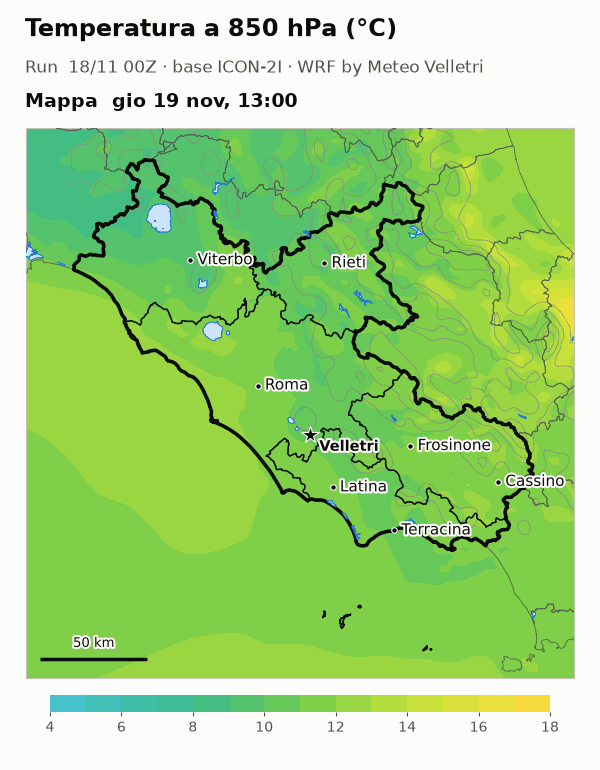 Temperatura a 850 hPa (°C)
Run  18/11 00Z · base ICON-2I · WRF by Meteo Velletri
Mappa  gio 19 nov, 13:00
Viterbo
Rieti
Roma
Velletri
Frosinone
Latina
Cassino
Terracina
50 km
4 6 8 10 12 14 16 18